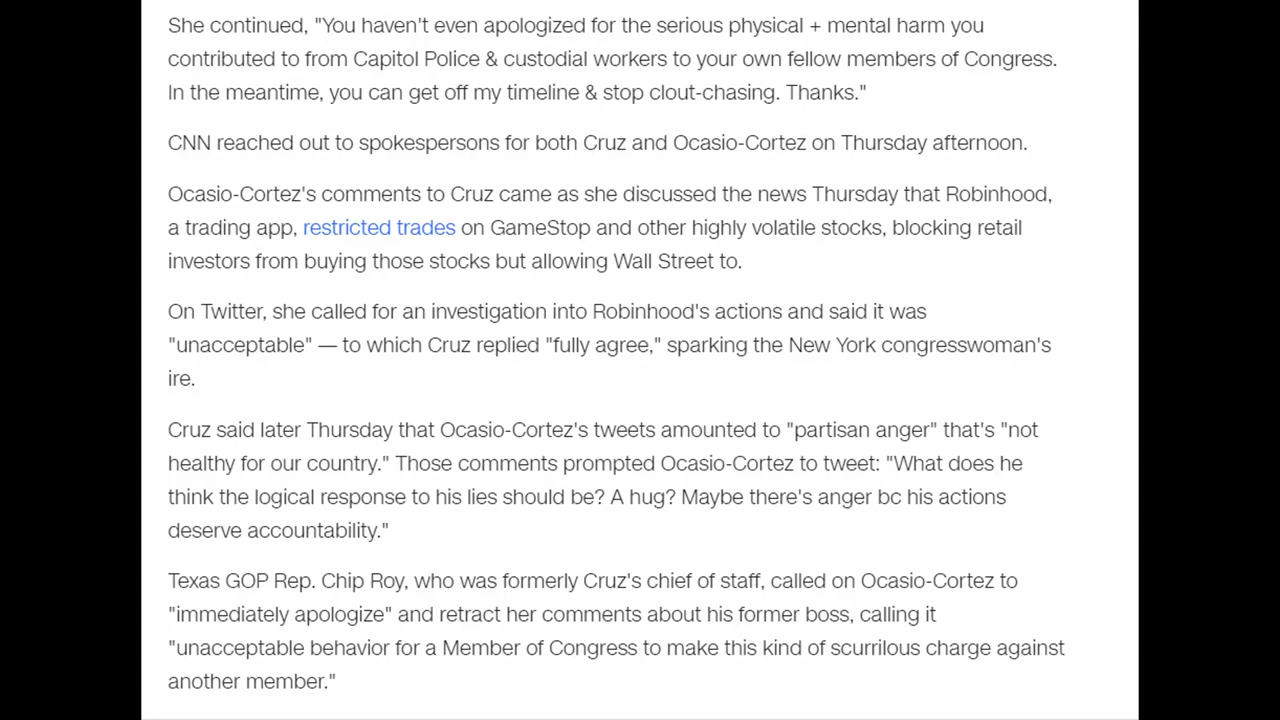 She continued, "You haven't even apologized for the serious physical + mental harm you
contributed to from Capitol Police & custodial workers to your own fellow members of Congress.
In the meantime, you can get off my timeline & stop clout-chasing. Thanks."
CNN reached out to spokespersons for both Cruz and Ocasio-Cortez on Thursday afternoon.
Ocasio-Cortez's comments to Cruz came as she discussed the news Thursday that Robinhood,
a trading app, restricted trades on GameStop and other highly volatile stocks, blocking retail
investors from buying those stocks but allowing Wall Street to.
On Twitter, she called for an investigation into Robinhood's actions and said it was
"unacceptable" — to which Cruz replied "fully agree," sparking the New York congresswoman's
ire.
Cruz said later Thursday that Ocasio-Cortez's tweets amounted to "partisan anger" that's "not
healthy for our country." Those comments prompted Ocasio-Cortez to tweet: "What does he
think the logical response to his lies should be? A hug? Maybe there's anger bc his actions
deserve accountability."
Texas GOP Rep. Chip Roy, who was formerly Cruz's chief of staff, called on Ocasio-Cortez to
"immediately apologize" and retract her comments about his former boss, calling it
"unacceptable behavior for a Member of Congress to make this kind of scurrilous charge against
another member."